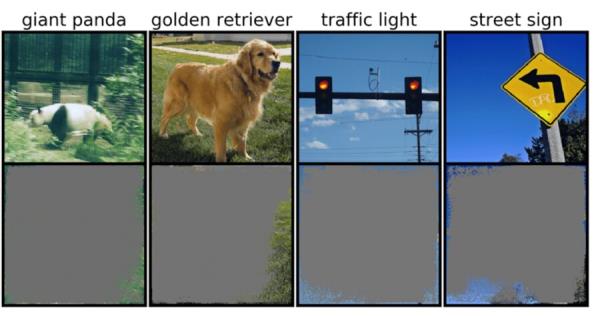 giant panda
golden retriever
traffic light
street sign